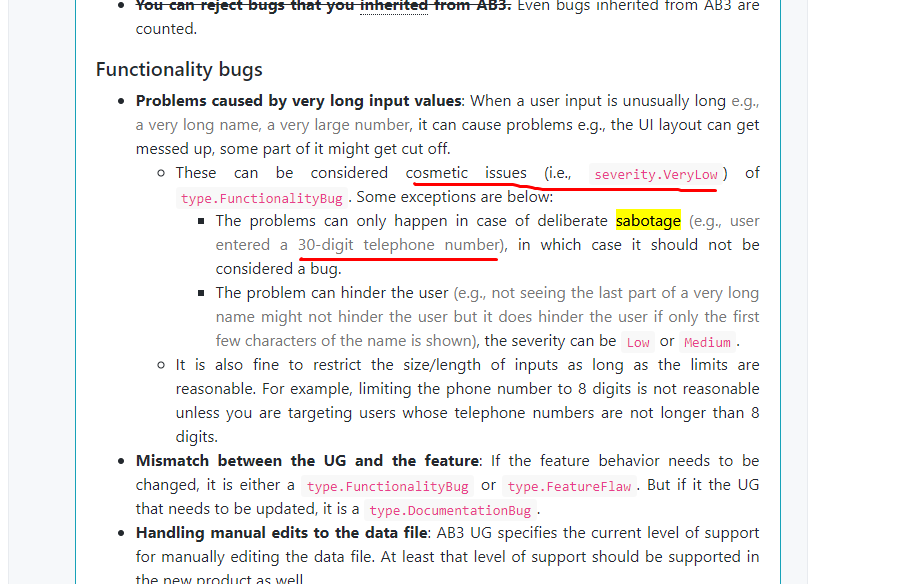 You can reject bugs that you inherited from AB3. Even bugs inherited from AB3 are
counted.
Functionality bugs
Problems caused by very long input values: When a user input is unusually long e.g.,
a very long name, a very large number, it can cause problems e.g., the UI layout can get
messed up, some part of it might get cut off.
These can be considered cosmetic issues (i.e., severity.VeryLow ) of
type.FunctionalityBug . Some exceptions are below:
The problems can only happen in case of deliberate sabotage (e.g., user
entered a 30-digit telephone number), in which case it should not be
considered a bug.
The problem can hinder the user (e.g., not seeing the last part of a very long
name might not hinder the user but it does hinder the user if only the first
few characters of the name is shown), the severity can be Low or Medium .
It is also fine to restrict the size/length of inputs as long as the limits are
reasonable. For example, limiting the phone number to 8 digits is not reasonable
unless you are targeting users whose telephone numbers are not longer than 8
digits.
Mismatch between the UG and the feature: If the feature behavior needs to be
changed, it is either a type.FunctionalityBug or type.FeatureFlaw . But if it the UG
that needs to be updated, it is a type.DocumentationBug .
Handling manual edits to the data file: AB3 UG specifies the current level of support
for manually editing the data file. At least that level of support should be supported in
the new product as well